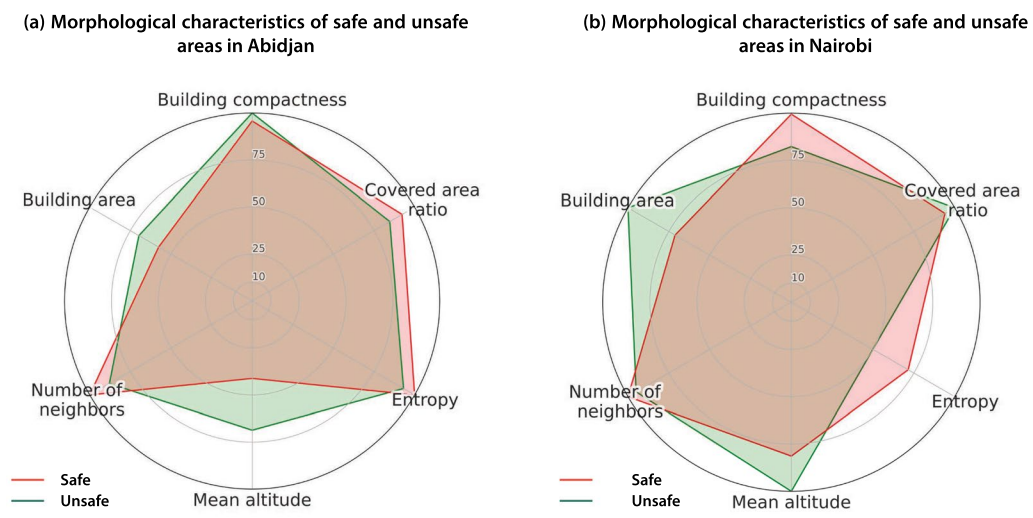 (a) Morphological characteristics of safe and unsafe
areas in Abidjan
Building compactness
75
Covered area
ratio
Building area
50
25
10
Number of
neighbors
Entropy
Mean altitude
Safe
Unsafe
(b) Morphological characteristics of safe and unsafe
areas in Nairobi
Building compactness
75
Covered area
ratio
Building area
50
25
10
Number of
neighbors
Entropy
Mean altitude
Safe
Unsafe